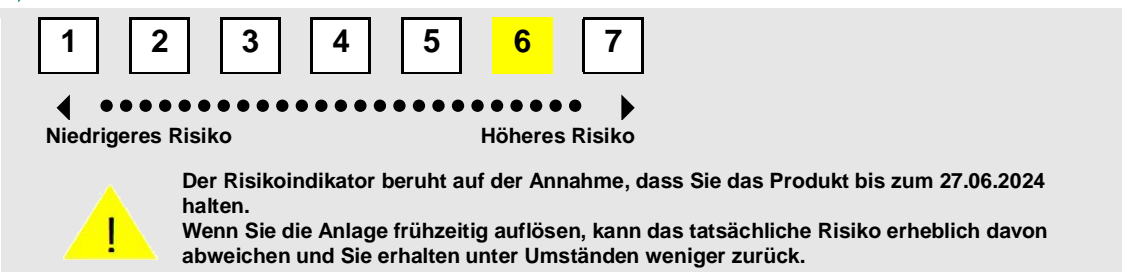 1 2 3 4 5 6 7
Niedrigeres Risiko Höheres Risiko
Der Risikoindikator beruht auf der Annahme, dass Sie das Produkt bis zum 27.06.2024
halten.
!
Wenn Sie die Anlage frühzeitig auflösen, kann das tatsächliche Risiko erheblich davon
abweichen und Sie erhalten unter Umständen weniger zurück.